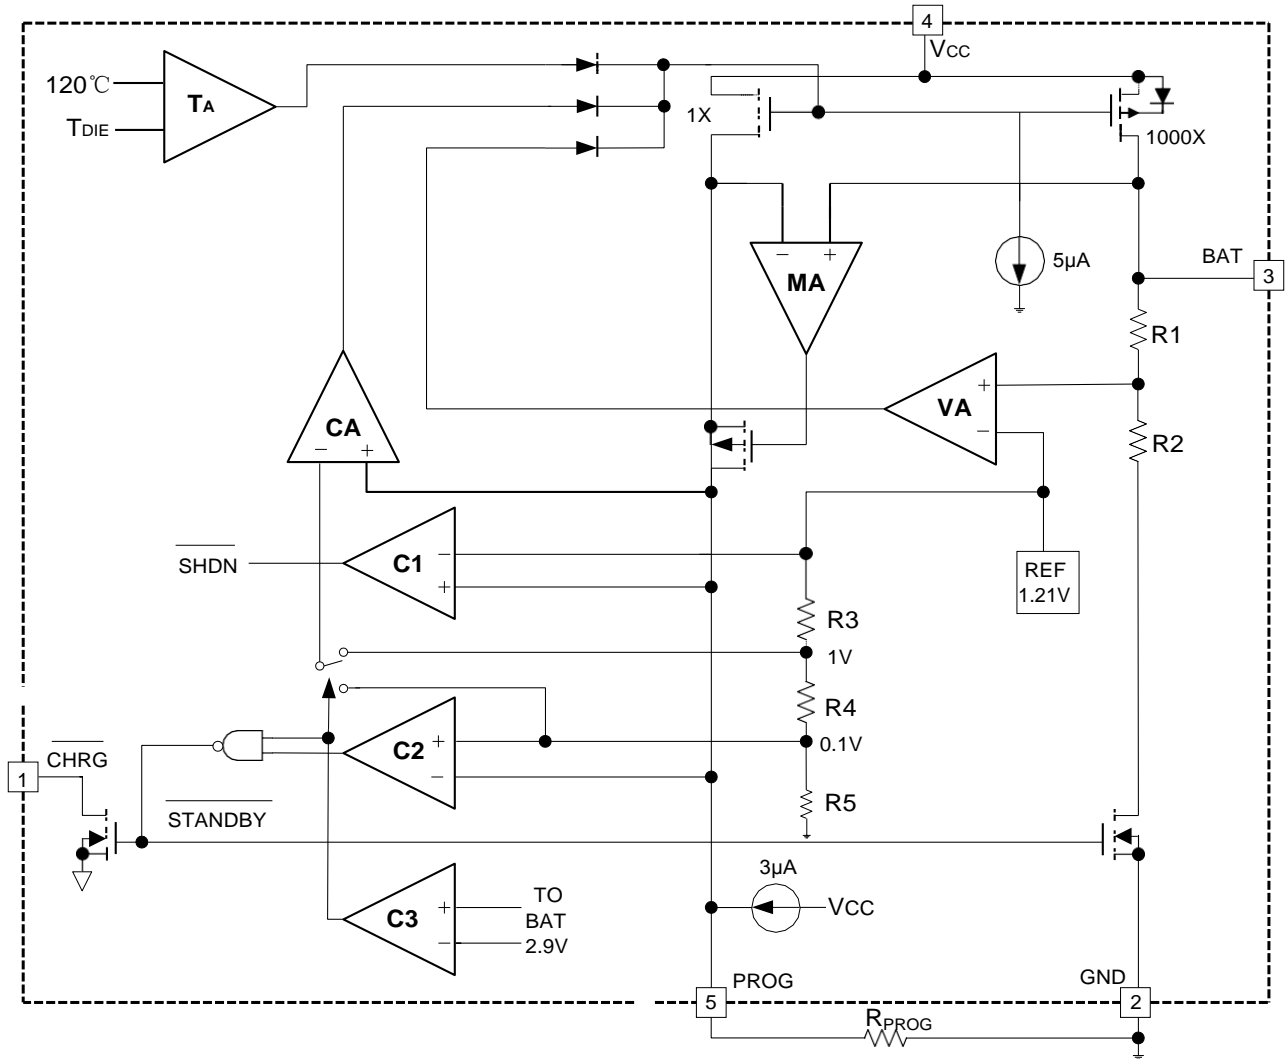 4
VCC
120℃
TA
TDIE
1X
1000X
− +
MA
5µA
BAT
3
R1
+
VA
−
R2
CA
− +
SHDN
−
C1
+
REF
1.21V
R3
1V
R4
+
C2
−
0.1V
CHRG
1
R5
STANDBY
3µA
VCC
+
C3
−
TO
BAT
2.9V
PROG
GND
5
2
RPROG